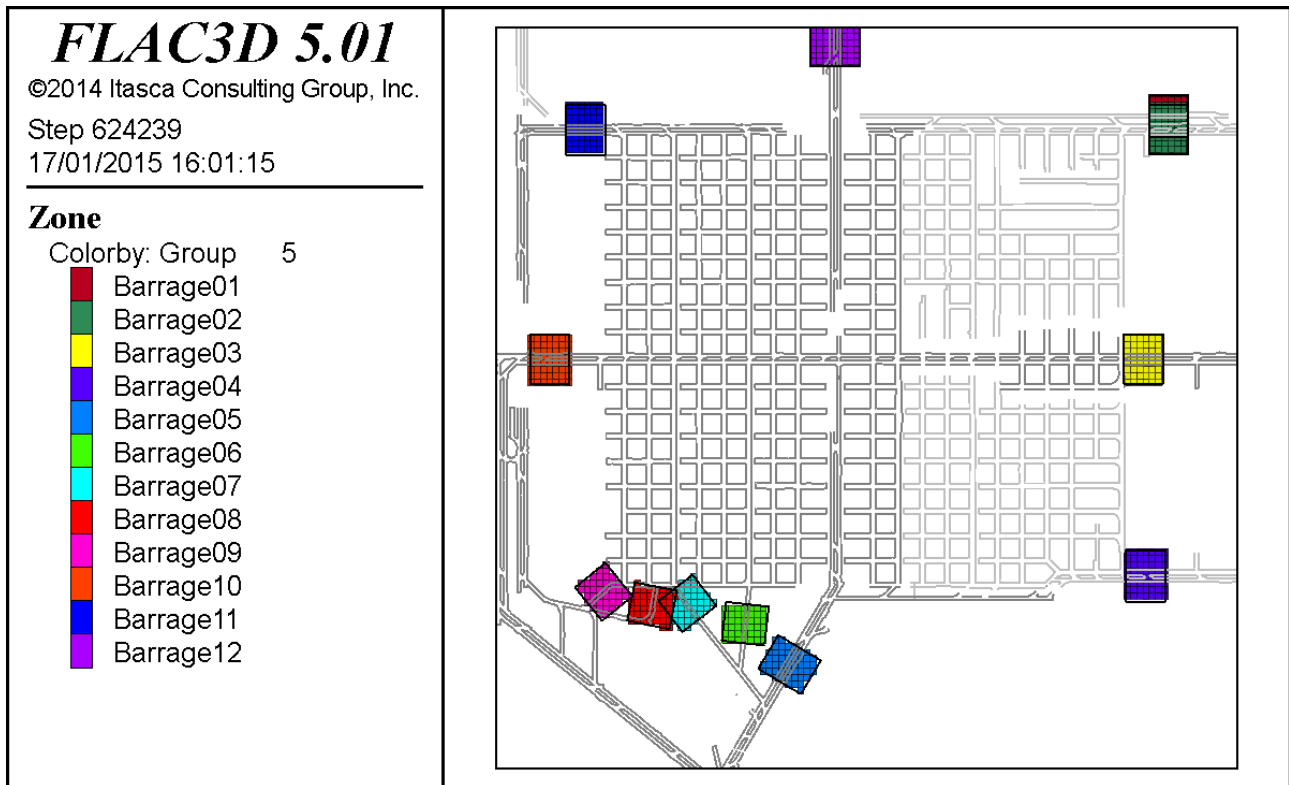 FLAC3D 5.01
©2014 Itasca Consulting Group, Inc.
Step 624239
17/01/2015 16:01:15
Zone
Colorby: Group 5
Barrage01
Barrage02
Barrage03
Barrage04
Barrage05
Barrage06
Barrage07
Barrage08
Barrage09
Barrage10
Barrage11
Barrage12